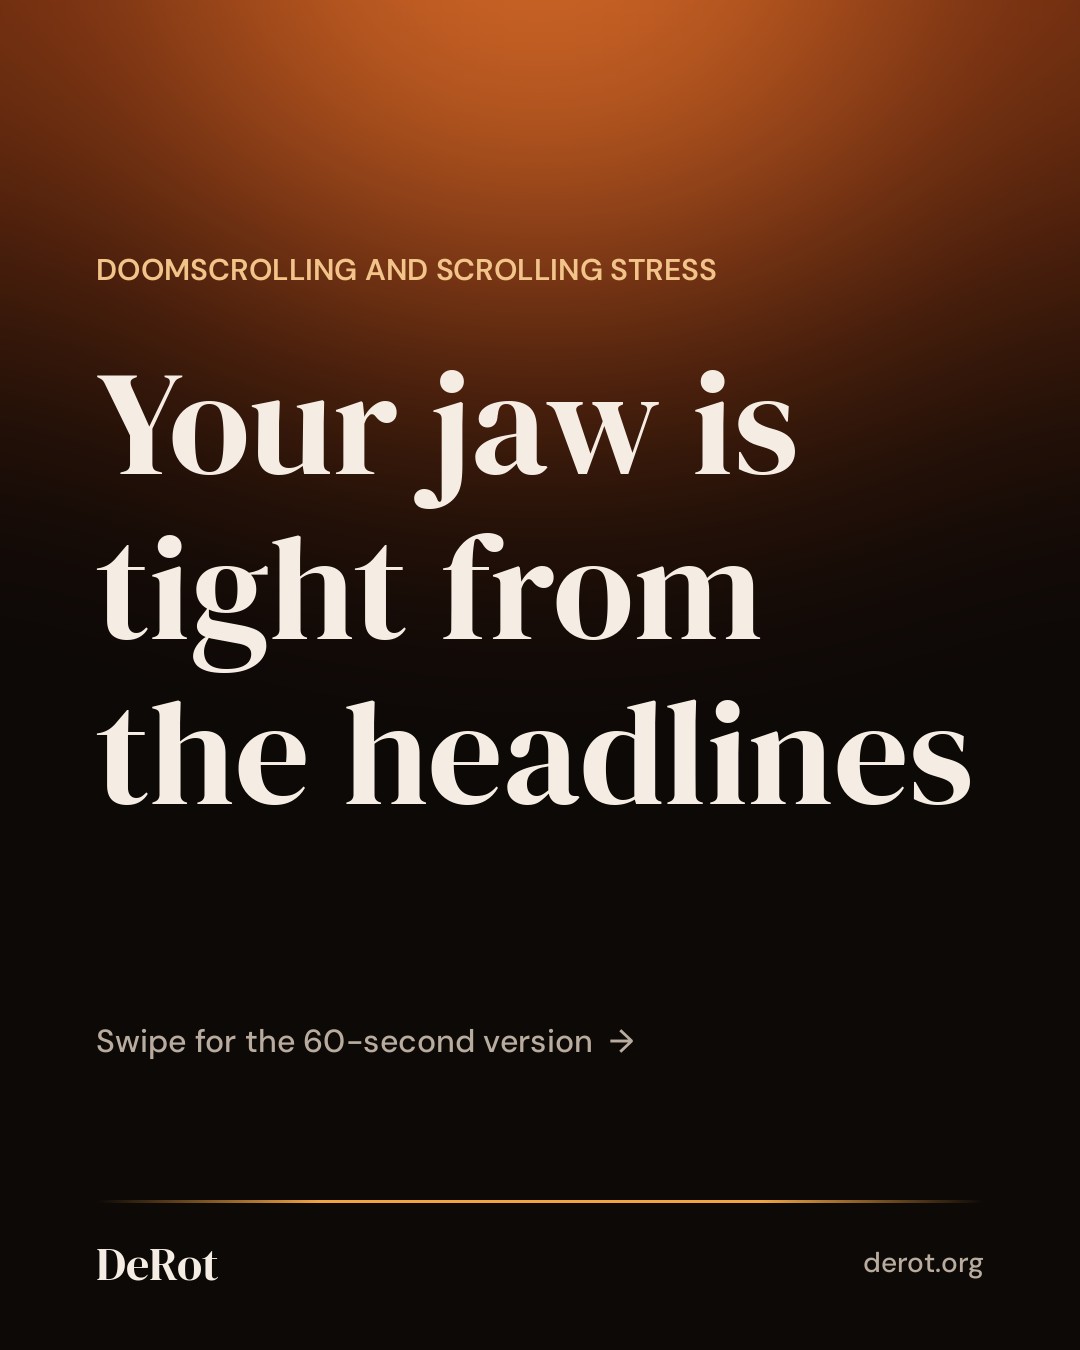 DOOMSCROLLING AND SCROLLING STRESS
Your jaw is
tight from
the headlines
Swipe for the 60-second version →
DeRot
derot.org